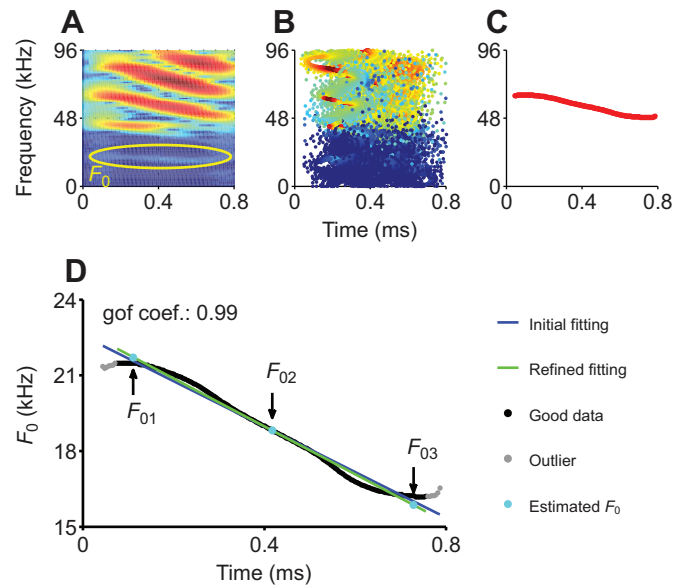 A
B
C
Frequency (kHz)
96
48
0
F0
0
0.4
0.8
96
48
0
0
0.4
0.8
96
48
0
0
0.4
0.8
Time (ms)
D
F0 (kHz)
24
21
18
15
gof coef.: 0.99
F01
F02
F03
0
0.4
0.8
Time (ms)
Initial fitting
Refined fitting
Good data
Outlier
Estimated F0